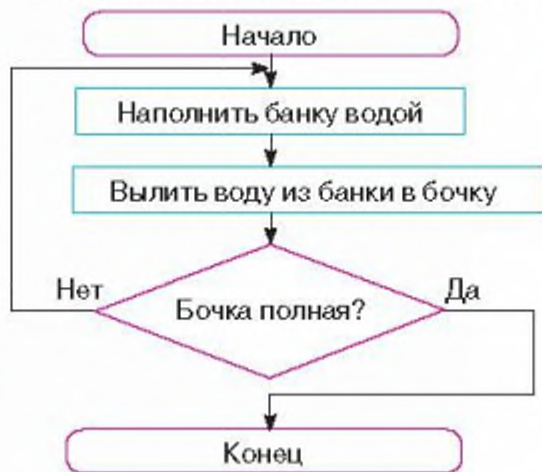 Начало
Наполнить банку водой
Вылить воду из банки в бочку
Нет
Бочка полная?
Да
Конец